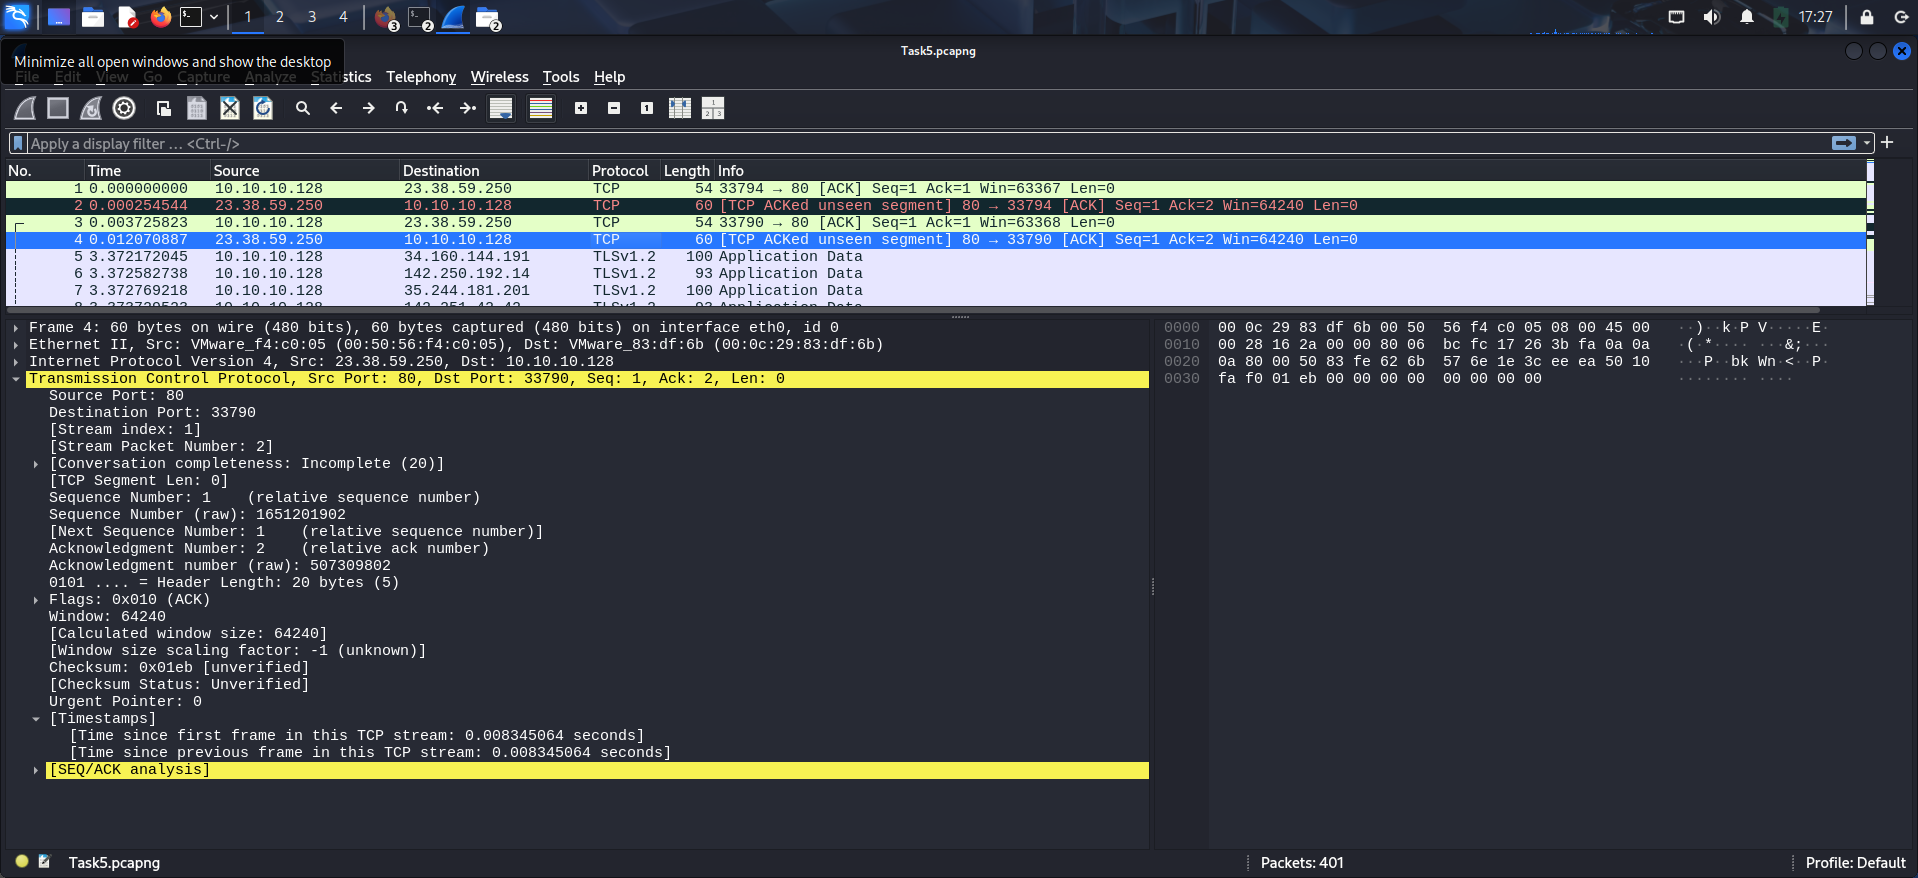 1 2 3 4 3 2 2 17:27
Task5.pcapng
Minimize all open windows and show the desktop
File Edit View Go Capture Analyze Statistics Telephony Wireless Tools Help
Apply a display filter … <Ctrl-/>
No. Time Source Destination Protocol Length Info
1 0.000000000 10.10.10.128 23.38.59.250 TCP 54 33794 → 80 [ACK] Seq=1 Ack=1 Win=63367 Len=0
2 0.000254544 23.38.59.250 10.10.10.128 TCP 60 [TCP ACKed unseen segment] 80 → 33794 [ACK] Seq=1 Ack=2 Win=64240 Len=0
3 0.003725823 10.10.10.128 23.38.59.250 TCP 54 33790 → 80 [ACK] Seq=1 Ack=1 Win=63368 Len=0
4 0.012070887 23.38.59.250 10.10.10.128 TCP 60 [TCP ACKed unseen segment] 80 → 33790 [ACK] Seq=1 Ack=2 Win=64240 Len=0
5 3.372172045 10.10.10.128 34.160.144.191 TLSv1.2 100 Application Data
6 3.372582738 10.10.10.128 142.250.192.14 TLSv1.2 93 Application Data
7 3.372769218 10.10.10.128 35.244.181.201 TLSv1.2 100 Application Data
10.10.10.128 TLSv1.2 93 Application Data
Frame 4: 60 bytes on wire (480 bits), 60 bytes captured (480 bits) on interface eth0, id 0
Ethernet II, Src: VMware_f4:c0:05 (00:50:56:f4:c0:05), Dst: VMware_83:df:6b (00:0c:29:83:df:6b)
Internet Protocol Version 4, Src: 23.38.59.250, Dst: 10.10.10.128
Transmission Control Protocol, Src Port: 80, Dst Port: 33790, Seq: 1, Ack: 2, Len: 0
Source Port: 80
Destination Port: 33790
[Stream index: 1]
[Stream Packet Number: 2]
[Conversation completeness: Incomplete (20)]
[TCP Segment Len: 0]
Sequence Number: 1    (relative sequence number)
Sequence Number (raw): 1651201902
[Next Sequence Number: 1    (relative sequence number)]
Acknowledgment Number: 2    (relative ack number)
Acknowledgment number (raw): 507309802
0101 .... = Header Length: 20 bytes (5)
Flags: 0x010 (ACK)
Window: 64240
[Calculated window size: 64240]
[Window size scaling factor: -1 (unknown)]
Checksum: 0x01eb [unverified]
[Checksum Status: Unverified]
Urgent Pointer: 0
[Timestamps]
[Time since first frame in this TCP stream: 0.008345064 seconds]
[Time since previous frame in this TCP stream: 0.008345064 seconds]
[SEQ/ACK analysis]
0000 00 0c 29 83 df 6b 00 50 56 f4 c0 05 08 00 45 00 ··)··k·P V·····E·
0010 00 28 16 2a 00 00 80 06 bc fc 17 26 3b fa 0a 0a ·(·*···· ···&;···
0020 0a 80 00 50 83 fe 62 6b 57 6e 1e 3c ee ea 50 10 ···P··bk Wn·<··P·
0030 fa f0 01 eb 00 00 00 00 00 00 00 00 ········ ····
Task5.pcapng Packets: 401 Profile: Default